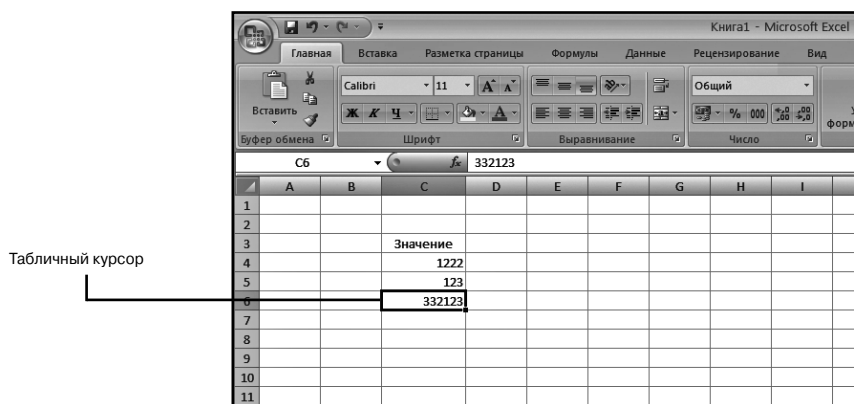 Книга1 - Microsoft Excel
Главная Вставка Разметка страницы Формулы Данные Рецензирование Вид
Вставить Calibri 11 A A Общий
Ж К Ч A % 000 ,00 ,0
Буфер обмена Шрифт Выравнивание Число
C6 fx 332123
A B C D E F G H I
1
2
3 Значение
4 1222
5 123
Табличный курсор
6 332123
7
8
9
10
11